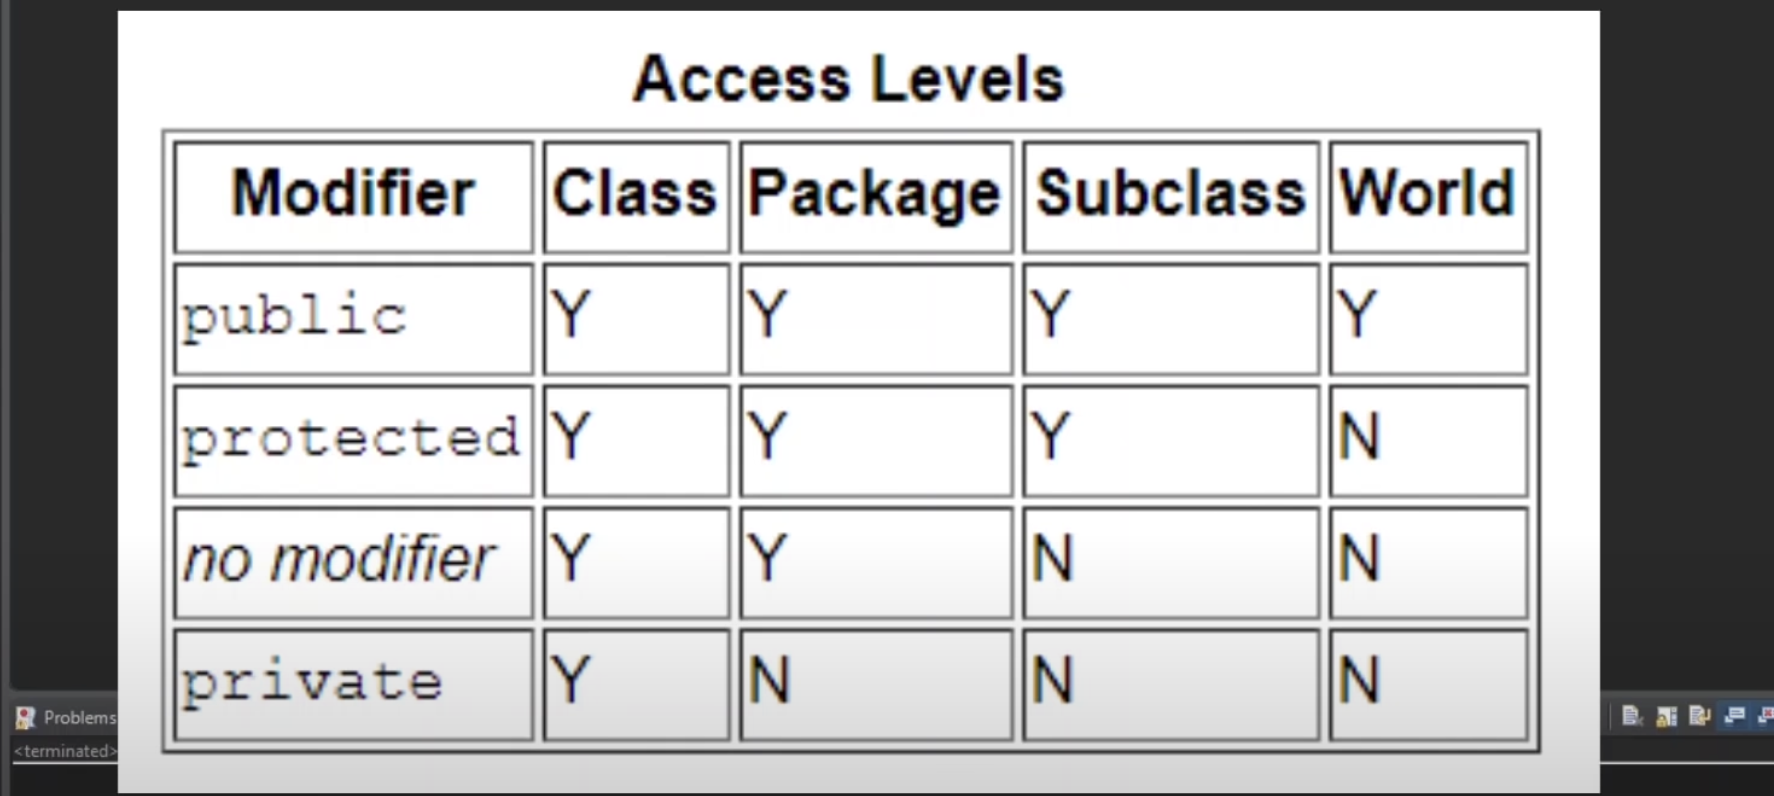 Access Levels
Modifier Class Package Subclass World
public Y Y Y Y
protected Y Y Y N
no modifier Y Y N N
private Y N N N
Problems
<terminated>